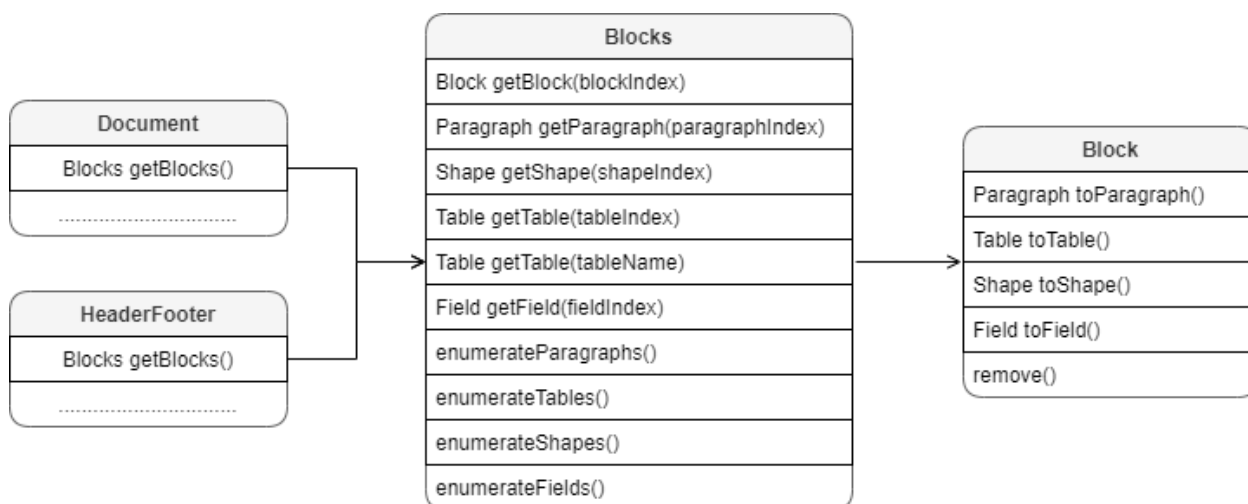 Document
Blocks getBlocks()
..............................
HeaderFooter
Blocks getBlocks()
..............................
Blocks
Block getBlock(blockIndex)
Paragraph getParagraph(paragraphIndex)
Shape getShape(shapeIndex)
Table getTable(tableIndex)
Table getTable(tableName)
Field getField(fieldIndex)
enumerateParagraphs()
enumerateTables()
enumerateShapes()
enumerateFields()
Block
Paragraph toParagraph()
Table toTable()
Shape toShape()
Field toField()
remove()